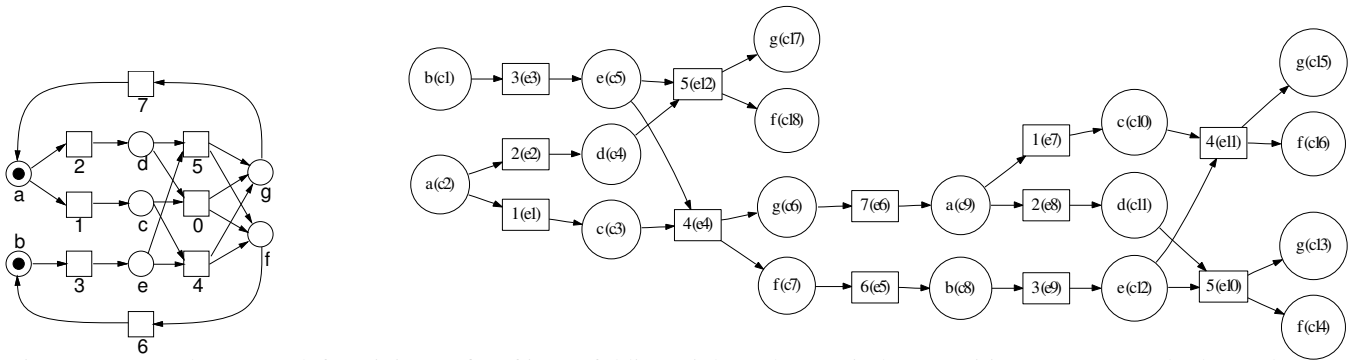 7
2
d
5
a
g
1
c
0
b
f
3
e
4
6
b(c1)
3(e3)
e(c5)
5(e12)
g(c17)
f(c18)
a(c2)
2(e2)
d(c4)
1(e1)
c(c3)
4(e4)
g(c6)
7(e6)
a(c9)
f(c7)
6(e5)
b(c8)
1(e7)
c(c10)
2(e8)
d(c11)
3(e9)
e(c12)
4(e11)
g(c15)
f(c16)
5(e10)
g(c13)
f(c14)